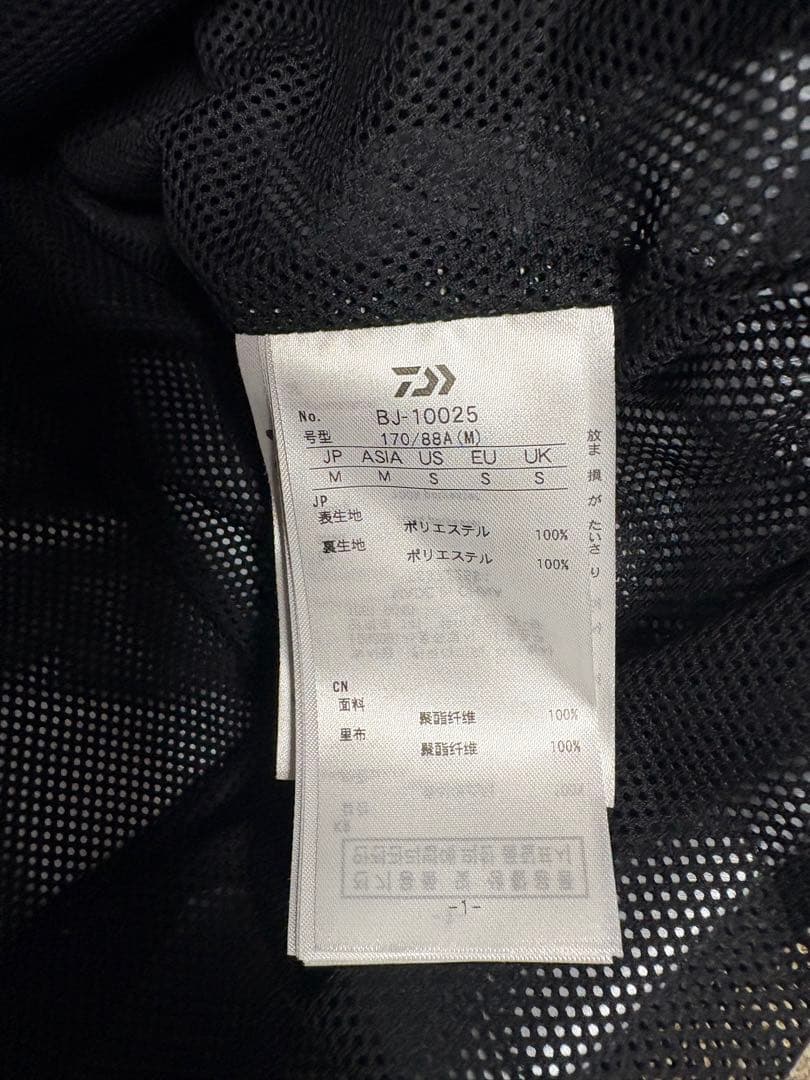 No. BJ-10025
号型 170/88A(M)
JP ASIA US EU UK
M M S S S
JP
表生地 ポリエステル 100%
裏生地 ポリエステル 100%
CN
面料 聚酯纤维 100%
里布 聚酯纤维 100%
-1-